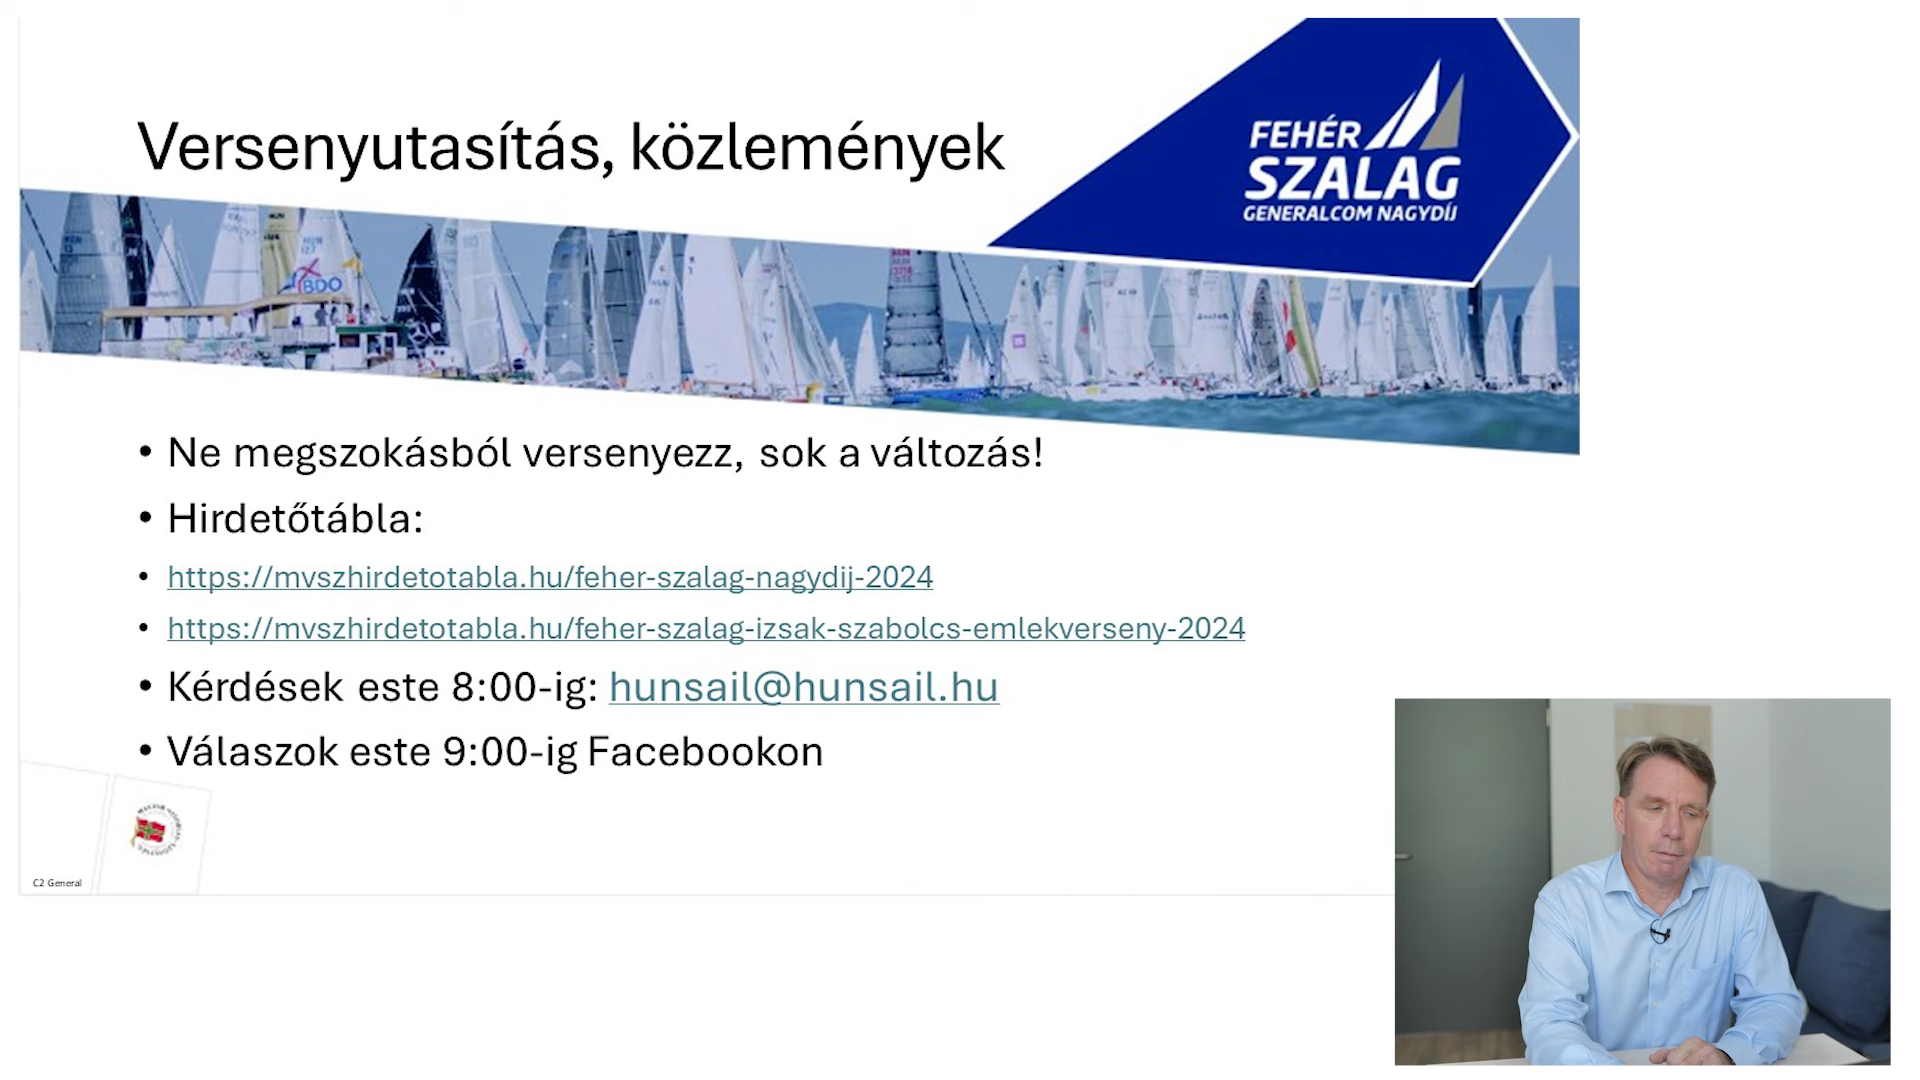 Versenyutasítás, közlemények
FEHÉR
SZALAG
GENERALCOM NAGYDÍJ
BDO
• Ne megszokásból versenyezz, sok a változás!
• Hirdetőtábla:
• https://mvszhirdetotabla.hu/feher-szalag-nagydij-2024
• https://mvszhirdetotabla.hu/feher-szalag-izsak-szabolcs-emlekverseny-2024
• Kérdések este 8:00-ig: hunsail@hunsail.hu
• Válaszok este 9:00-ig Facebookon
C2 General